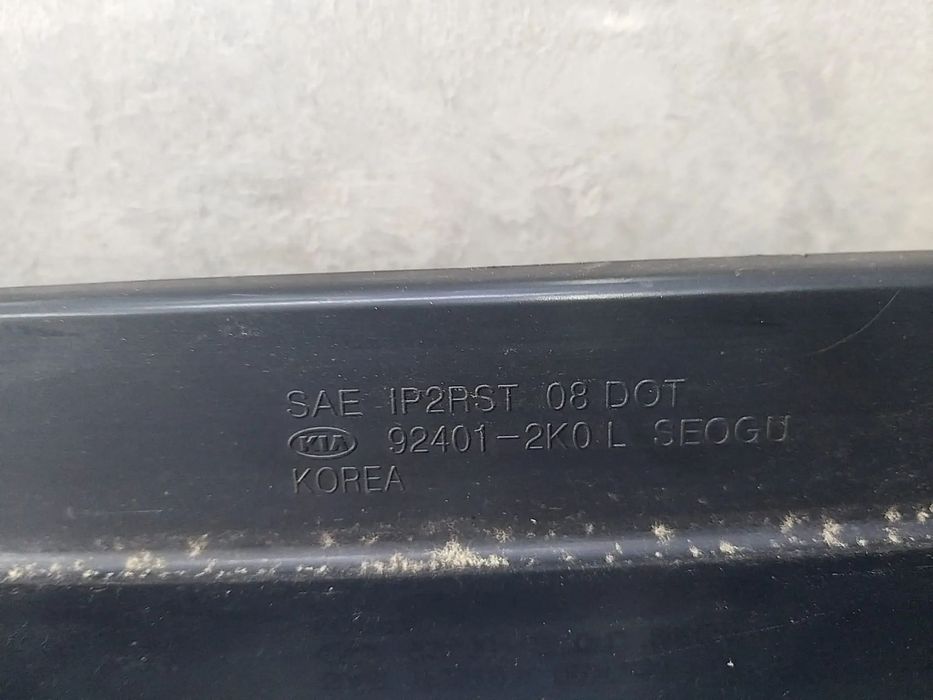 SAE IP2RST 08 DOT
KIA 92401-2K0 L SEOGU
KOREA